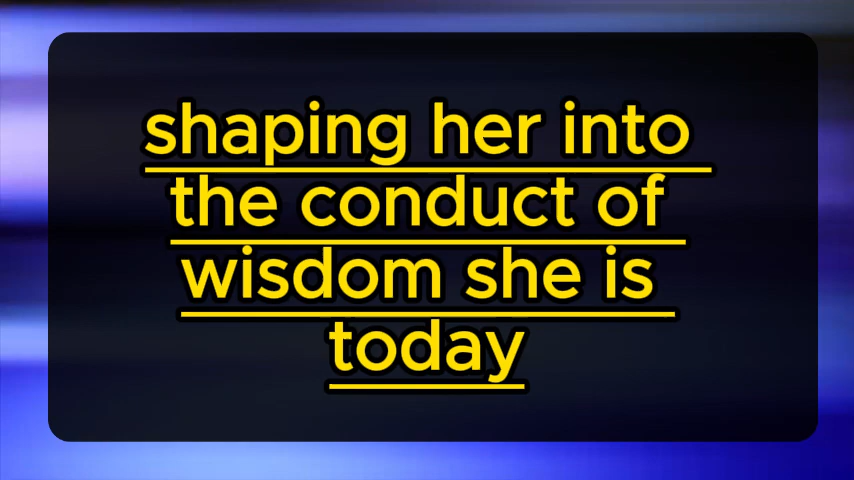 shaping her into
the conduct of
wisdom she is
today